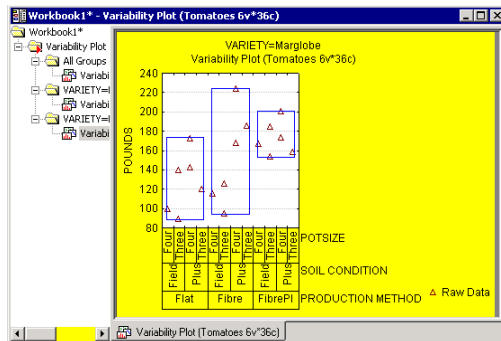 Workbook1* - Variability Plot (Tomatoes 6v*36c)
Workbook1*
Variability Plot
All Groups
Variabi
VARIETY=I
Variabi
VARIETY=I
Variabi
VARIETY=Marglobe
Variability Plot (Tomatoes 6v*36c)
240
220
200
180
160
140
120
100
80
POUNDS
Four Three Four Three Four Three Four Three Four Three Four Three
POTSIZE
Field Plus Field Plus Field Plus
SOIL CONDITION
Flat Fibre FibrePl
PRODUCTION METHOD
Raw Data
Variability Plot (Tomatoes 6v*36c)